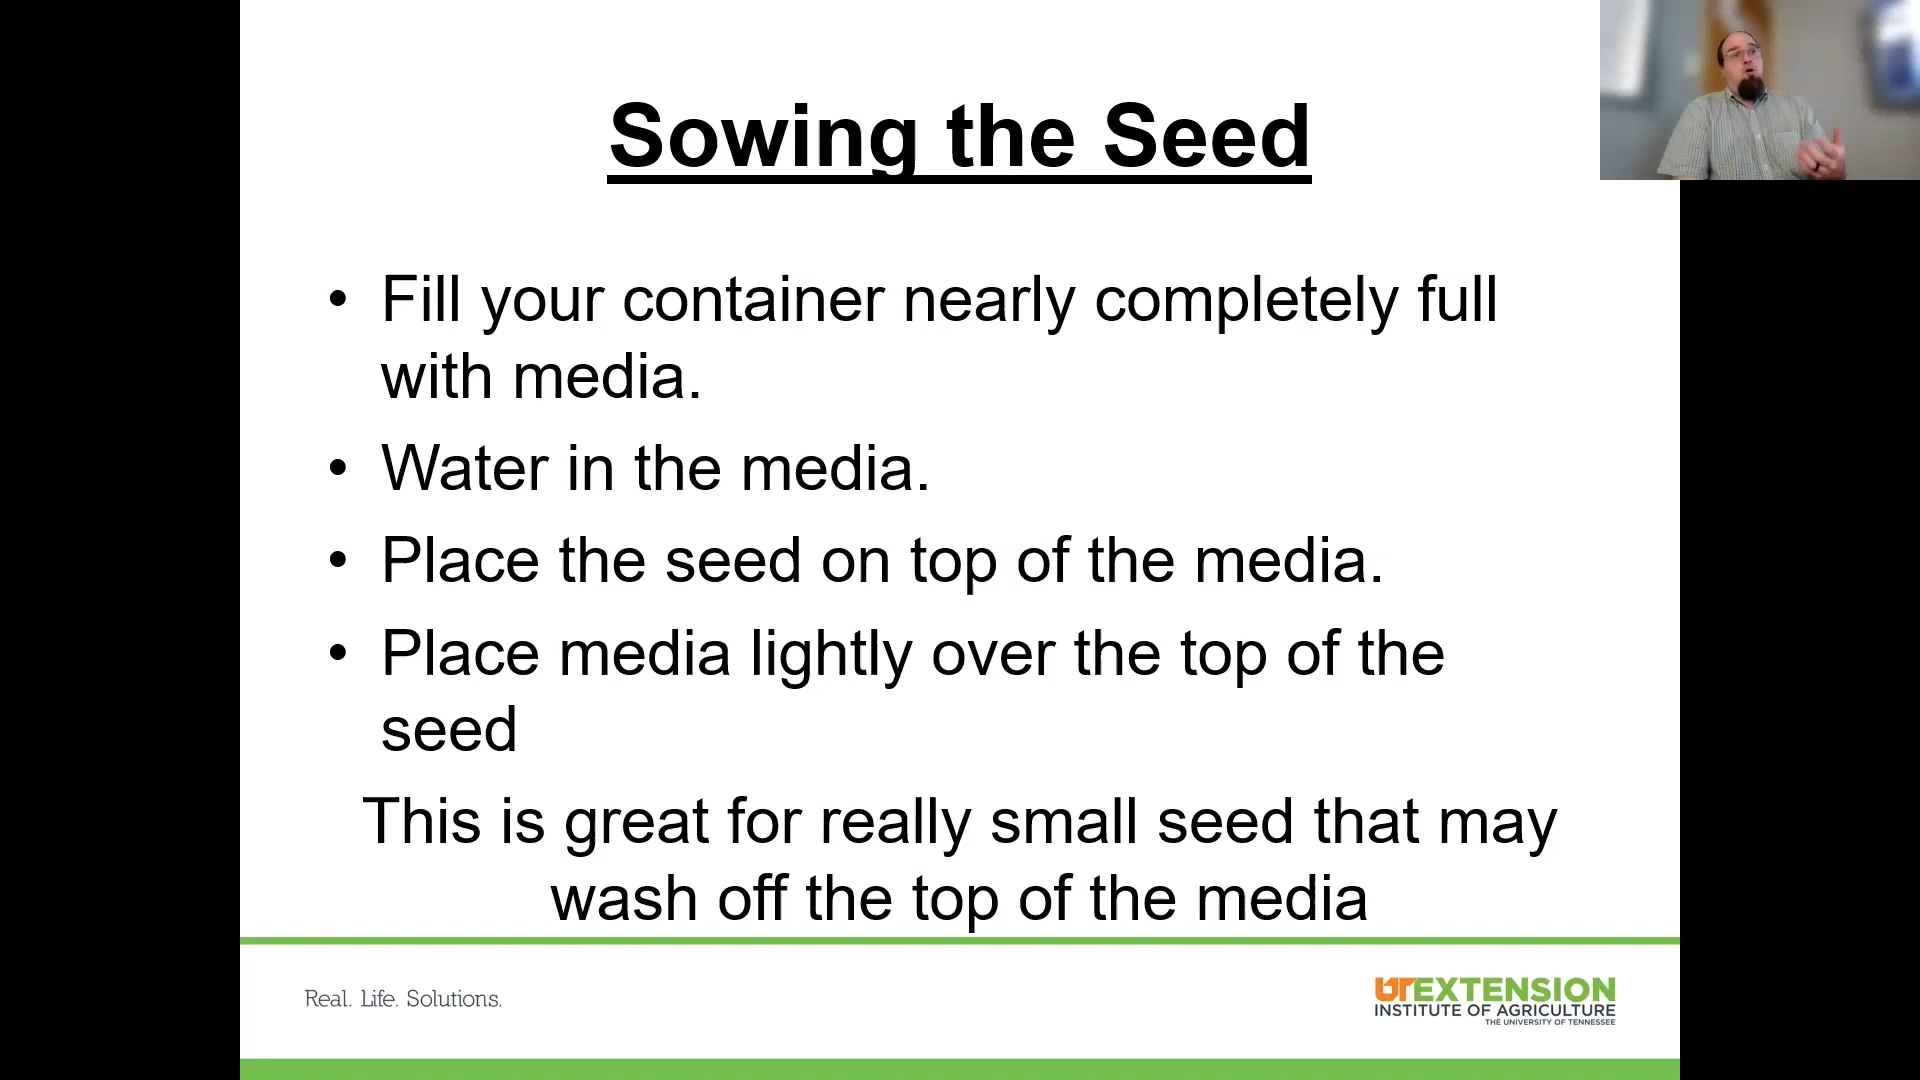 Sowing the Seed
• Fill your container nearly completely full
with media.
• Water in the media.
• Place the seed on top of the media.
• Place media lightly over the top of the
seed
This is great for really small seed that may
wash off the top of the media
Real. Life. Solutions.
UTEXTENSION
INSTITUTE OF AGRICULTURE
THE UNIVERSITY OF TENNESSEE